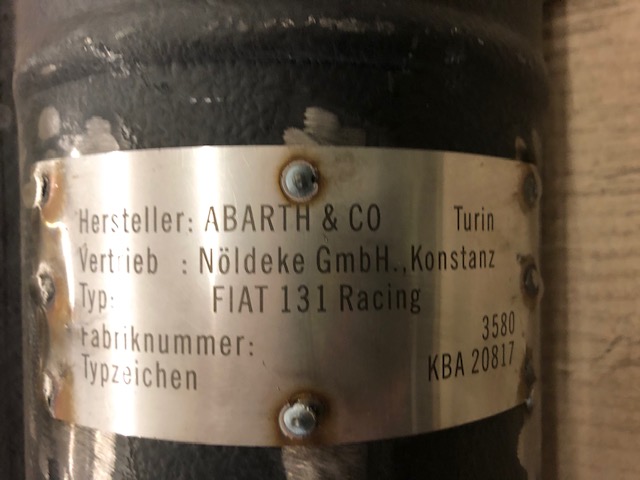 Hersteller: ABARTH & CO Turin
Vertrieb : Nöldeke GmbH.,Konstanz
Typ: FIAT 131 Racing
Fabriknummer: 3580
Typzeichen KBA 20817